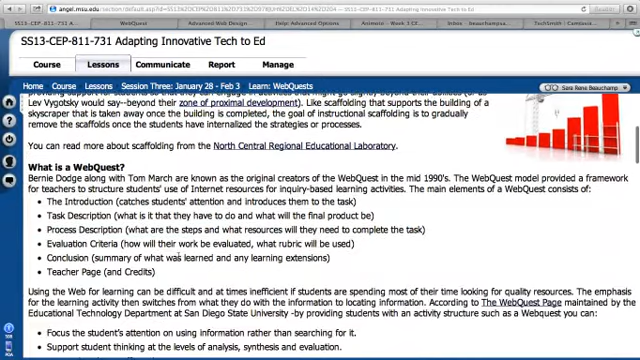 angel.msu.edu
SS13-CEP-811-731 Adapting Innovative Tech to Ed
SS13-CEP-811-731 A...
WebQuest
Advanced Web Design...
Help: Advanced Options
Animoto - Week 3 CE...
Inbox - beauchampsa...
TechSmith | Camtasia...
SS13-CEP-811-731 Adapting Innovative Tech to Ed
Course Lessons Communicate Report Manage
Home Course Lessons Session Three: January 28 - Feb 3 Learn: WebQuests
Sara Rene Beauchamp
Lev Vygotsky would say--beyond their zone of proximal development). Like scaffolding that supports the building of a
skyscraper that is taken away once the building is completed, the goal of instructional scaffolding is to gradually
remove the scaffolds once the students have internalized the strategies or processes.
You can read more about scaffolding from the North Central Regional Educational Laboratory.
What is a WebQuest?
Bernie Dodge along with Tom March are known as the original creators of the WebQuest in the mid 1990's. The WebQuest model provided a framework
for teachers to structure students' use of Internet resources for inquiry-based learning activities. The main elements of a WebQuest consists of:
• The Introduction (catches students' attention and introduces them to the task)
• Task Description (what is it that they have to do and what will the final product be)
• Process Description (what are the steps and what resources will they need to complete the task)
• Evaluation Criteria (how will their work be evaluated, what rubric will be used)
• Conclusion (summary of what was learned and any learning extensions)
• Teacher Page (and Credits)
Using the Web for learning can be difficult and at times inefficient if students are spending most of their time looking for quality resources. The emphasis
for the learning activity then switches from what they do with the information to locating information. According to The WebQuest Page maintained by the
Educational Technology Department at San Diego State University -by providing students with an activity structure such as a Webquest you can:
• Focus the student's attention on using information rather than searching for it.
• Support student thinking at the levels of analysis, synthesis and evaluation.